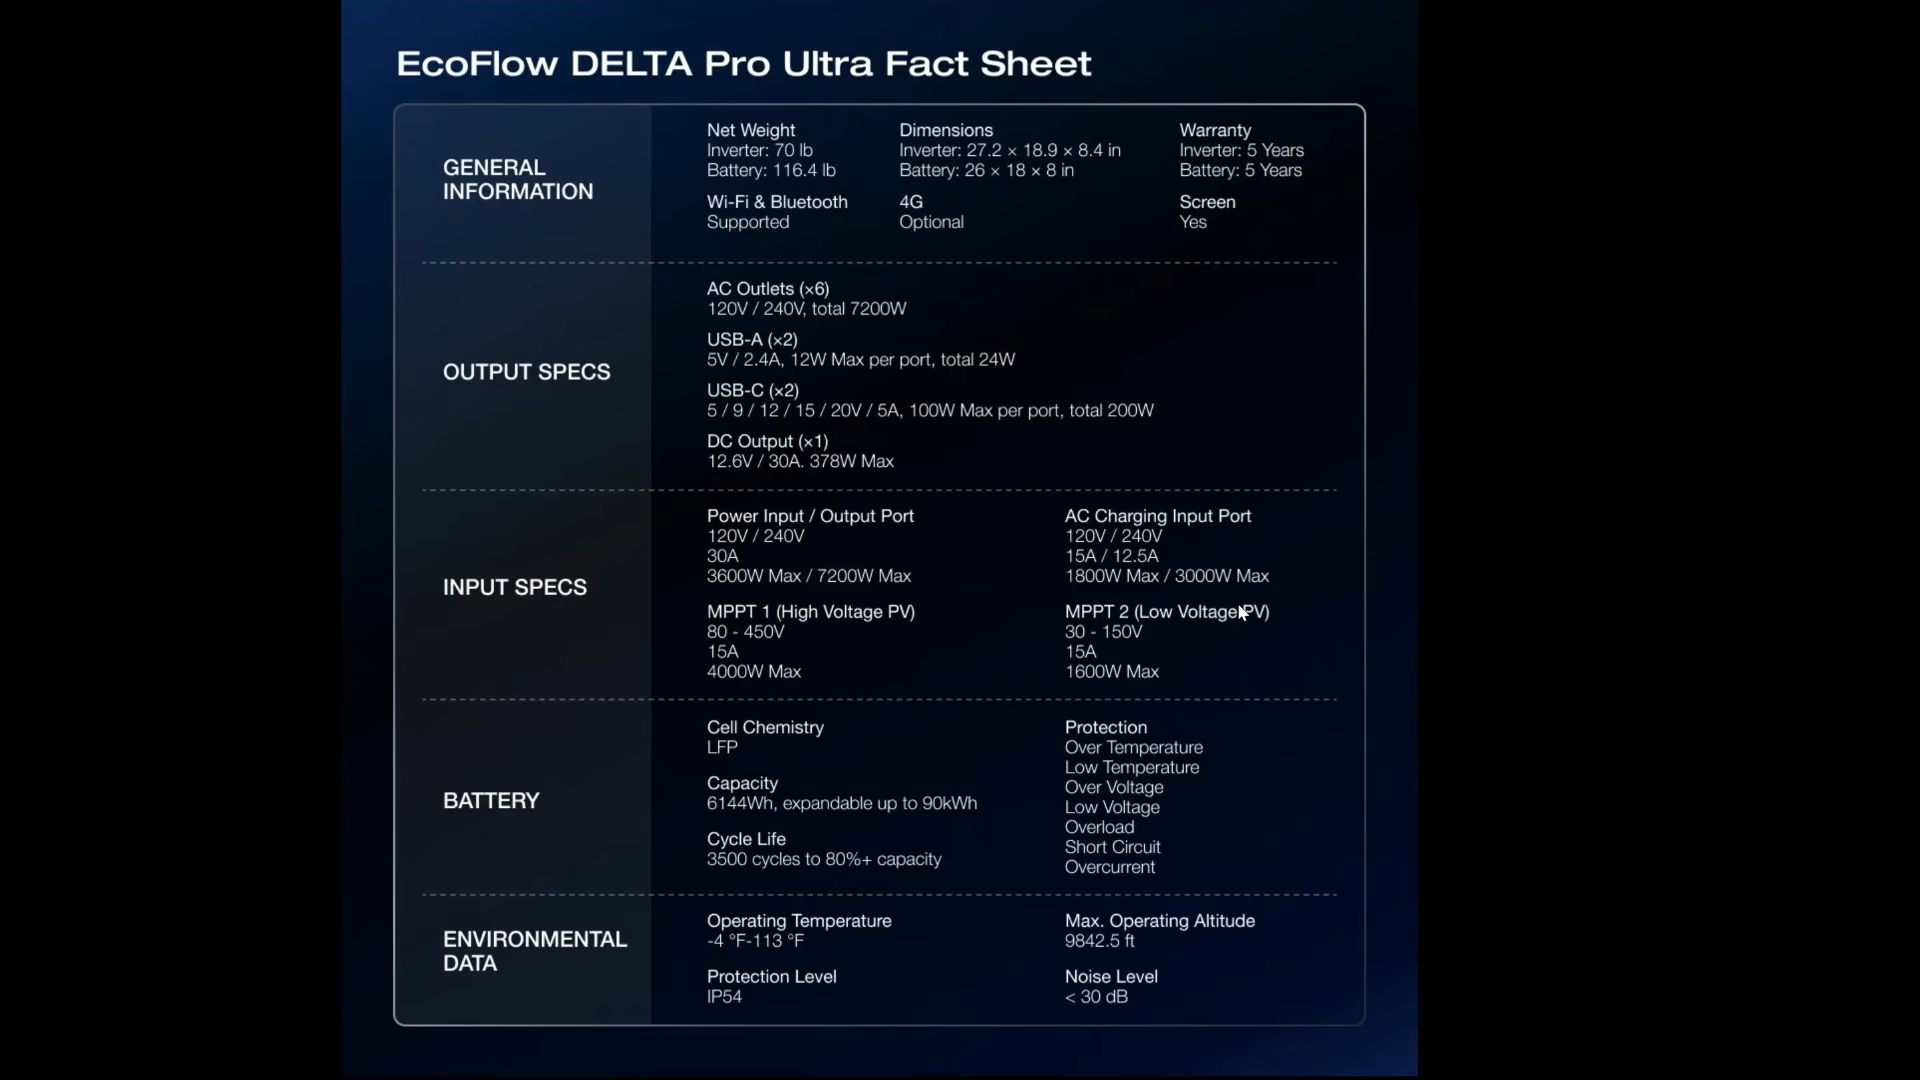 EcoFlow DELTA Pro Ultra Fact Sheet
GENERAL
INFORMATION
Net Weight
Inverter: 70 lb
Battery: 116.4 lb
Dimensions
Inverter: 27.2 × 18.9 × 8.4 in
Battery: 26 × 18 × 8 in
Warranty
Inverter: 5 Years
Battery: 5 Years
Wi-Fi & Bluetooth
Supported
4G
Optional
Screen
Yes
OUTPUT SPECS
AC Outlets (×6)
120V / 240V, total 7200W
USB-A (×2)
5V / 2.4A, 12W Max per port, total 24W
USB-C (×2)
5 / 9 / 12 / 15 / 20V / 5A, 100W Max per port, total 200W
DC Output (×1)
12.6V / 30A. 378W Max
INPUT SPECS
Power Input / Output Port
120V / 240V
30A
3600W Max / 7200W Max
AC Charging Input Port
120V / 240V
15A / 12.5A
1800W Max / 3000W Max
MPPT 1 (High Voltage PV)
80 - 450V
15A
4000W Max
MPPT 2 (Low Voltage PV)
30 - 150V
15A
1600W Max
BATTERY
Cell Chemistry
LFP
Capacity
6144Wh, expandable up to 90kWh
Cycle Life
3500 cycles to 80%+ capacity
Protection
Over Temperature
Low Temperature
Over Voltage
Low Voltage
Overload
Short Circuit
Overcurrent
ENVIRONMENTAL
DATA
Operating Temperature
-4 °F-113 °F
Max. Operating Altitude
9842.5 ft
Protection Level
IP54
Noise Level
< 30 dB